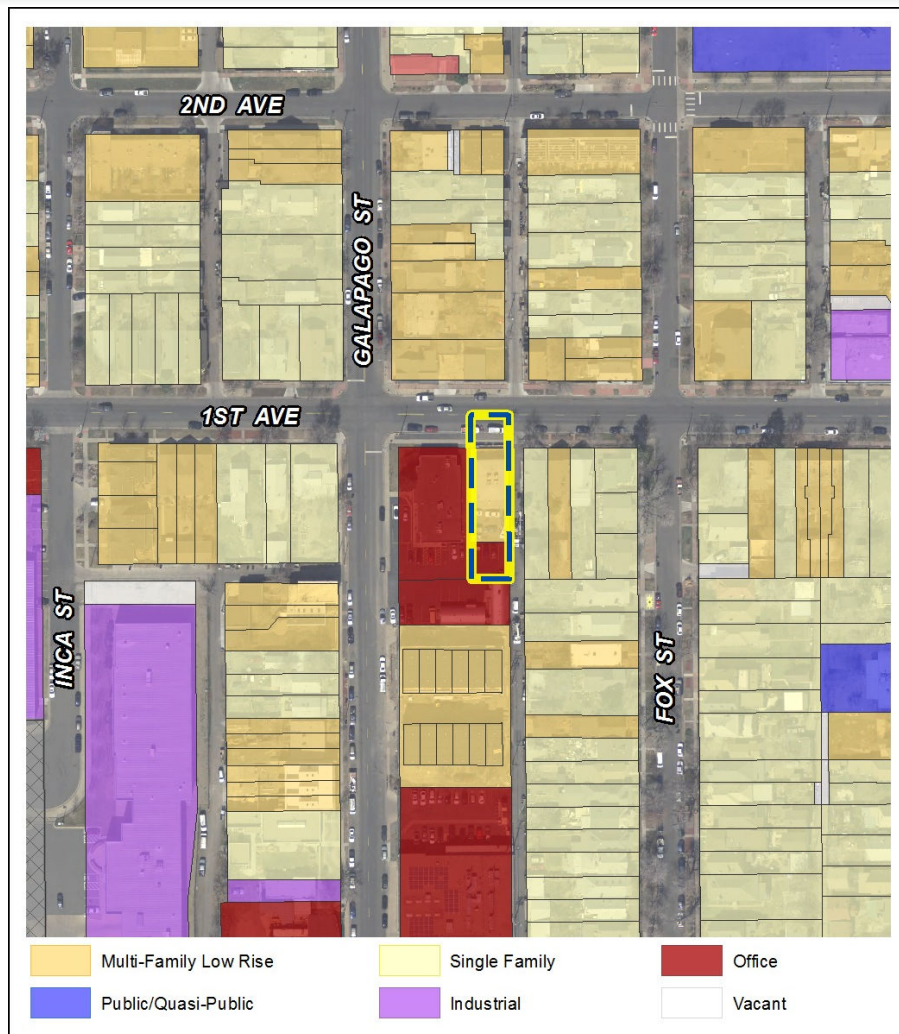 2ND AVE
GALAPAGO ST
1ST AVE
INCA ST
FOX ST
Multi-Family Low Rise
Single Family
Office
Public/Quasi-Public
Industrial
Vacant